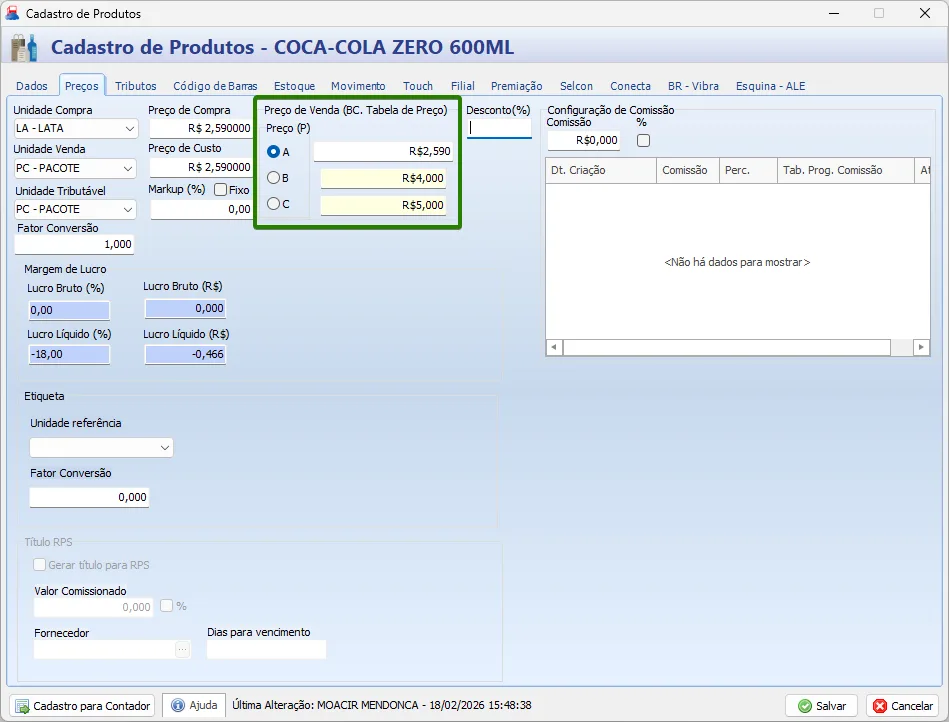 Cadastro de Produtos
Cadastro de Produtos - COCA-COLA ZERO 600ML
Dados Preços Tributos Código de Barras Estoque Movimento Touch Filial Premiação Selcon Conecta BR - Vibra Esquina - ALE
Unidade Compra
LA - LATA
Unidade Venda
PC - PACOTE
Unidade Tributável
PC - PACOTE
Fator Conversão
1,000
Preço de Compra
R$ 2,590000
Preço de Custo
R$ 2,590000
Markup (%) Fixo
0,00
Preço de Venda (BC. Tabela de Preço)
Preço (P)
A R$2,590
B R$4,000
C R$5,000
Desconto(%)
Configuração de Comissão
Comissão %
R$0,000
Dt. Criação Comissão Perc. Tab. Prog. Comissão
<Não há dados para mostrar>
Margem de Lucro
Lucro Bruto (%) Lucro Bruto (R$)
0,00 0,000
Lucro Líquido (%) Lucro Líquido (R$)
-18,00 -0,466
Etiqueta
Unidade referência
Fator Conversão
0,000
Título RPS
Gerar título para RPS
Valor Comissionado
0,000 %
Fornecedor Dias para vencimento
...
Cadastro para Contador Ajuda Última Alteração: MOACIR MENDONCA - 18/02/2026 15:48:38 Salvar Cancelar